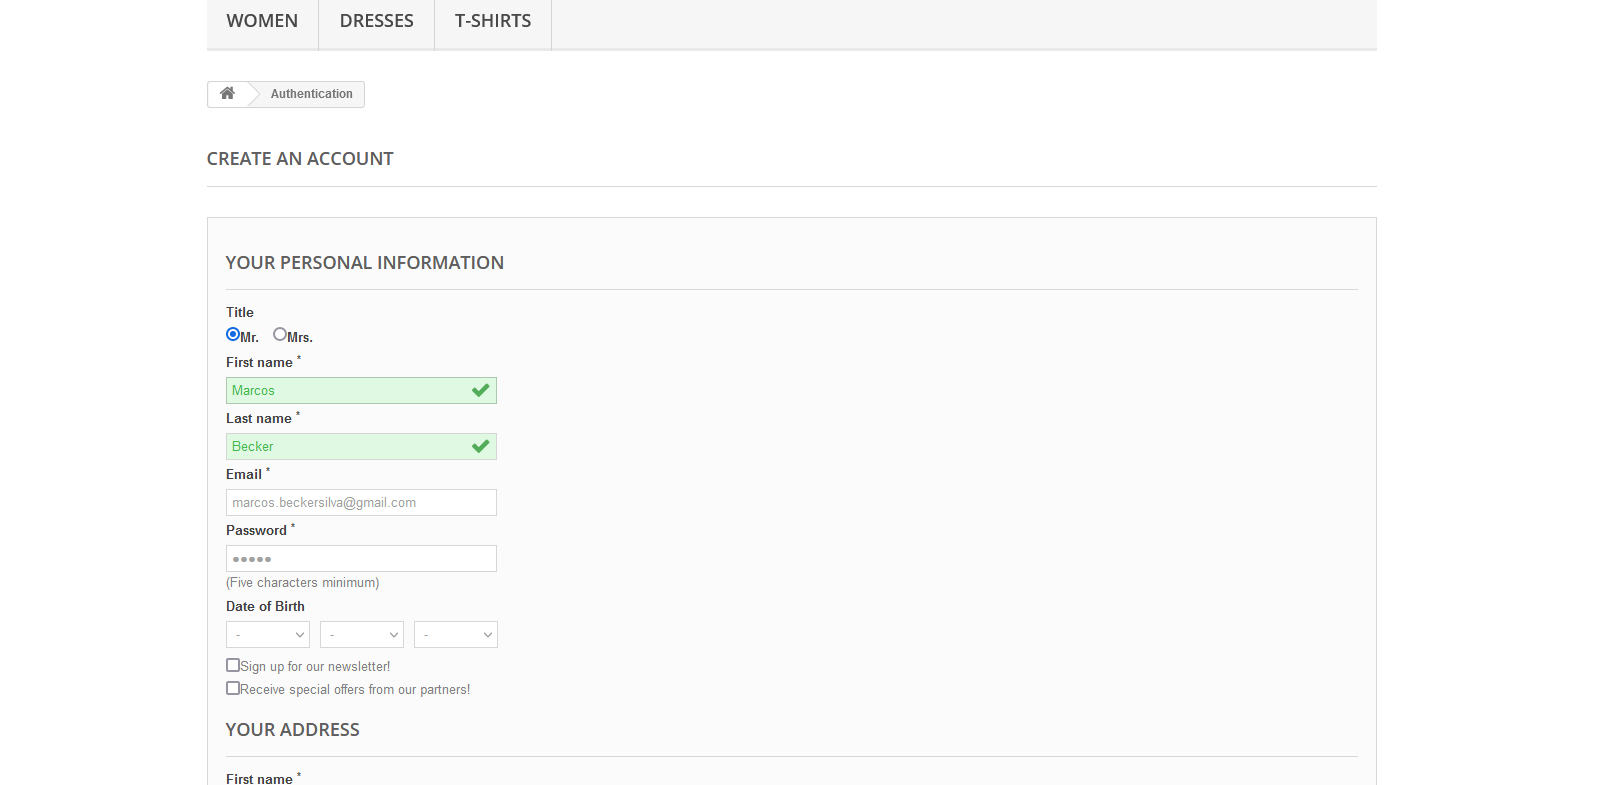 WOMEN DRESSES T-SHIRTS
Authentication
CREATE AN ACCOUNT
YOUR PERSONAL INFORMATION
Title
Mr. Mrs.
First name *
Marcos
Last name *
Becker
Email *
marcos.beckersilva@gmail.com
Password *
●●●●●
(Five characters minimum)
Date of Birth
- - -
Sign up for our newsletter!
Receive special offers from our partners!
YOUR ADDRESS
First name *